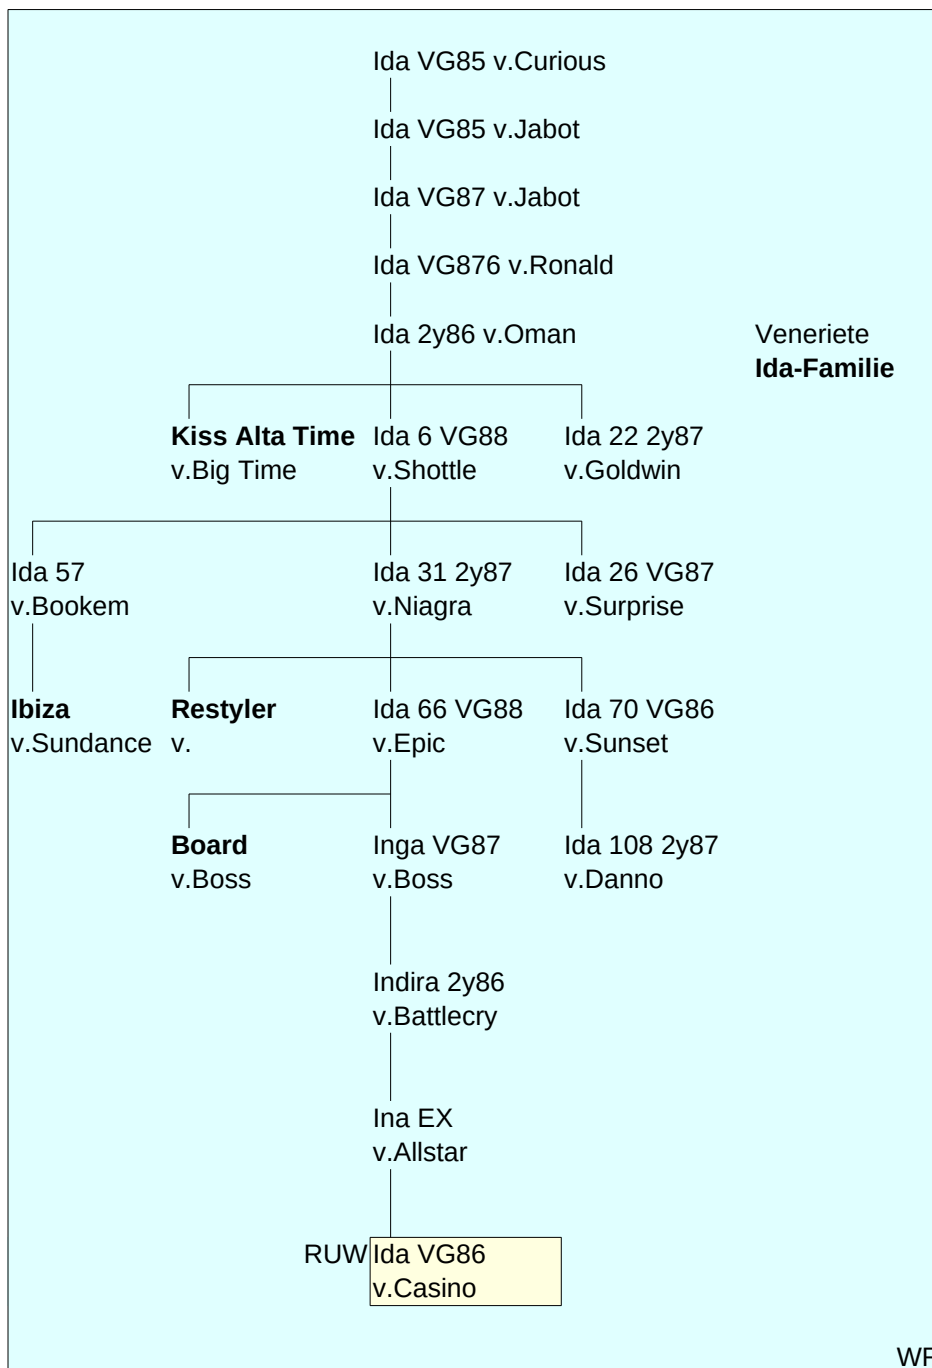 Ida VG85 v.Curious
Ida VG85 v.Jabot
Ida VG87 v.Jabot
Ida VG876 v.Ronald
Ida 2y86 v.Oman
Veneriete
Ida-Familie
Kiss Alta Time Ida 6 VG88 Ida 22 2y87
v.Big Time v.Shottle v.Goldwin
Ida 57 Ida 31 2y87 Ida 26 VG87
v.Bookem v.Niagra v.Surprise
Ibiza Restyler Ida 66 VG88 Ida 70 VG86
v.Sundance v. v.Epic v.Sunset
Board Inga VG87 Ida 108 2y87
v.Boss v.Boss v.Danno
Indira 2y86
v.Battlecry
Ina EX
v.Allstar
RUW Ida VG86
v.Casino